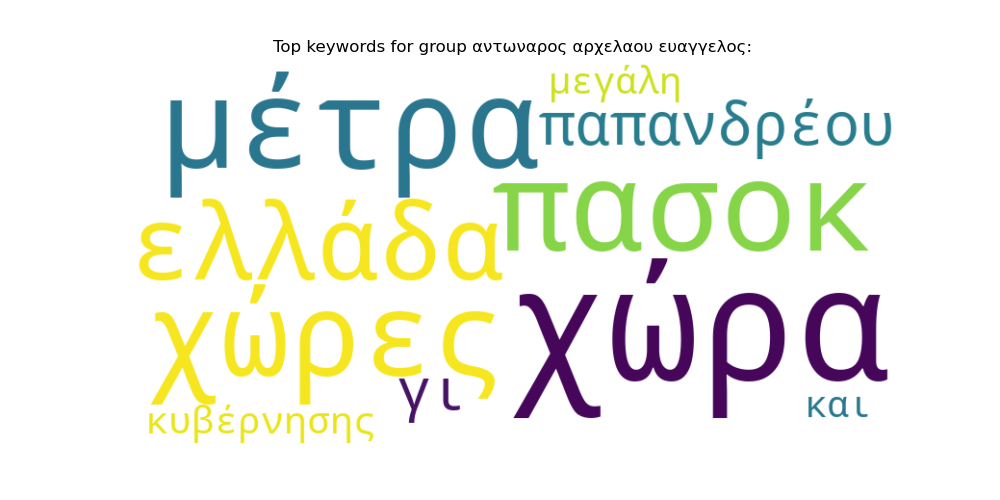 Top keywords for group αντωναρος αρχελαου ευαγγελος:
μεγάλη
μέτρα
παπανδρέου
πασοκ
ελλάδα
χώρες
χώρα
γι
και
κυβέρνησης